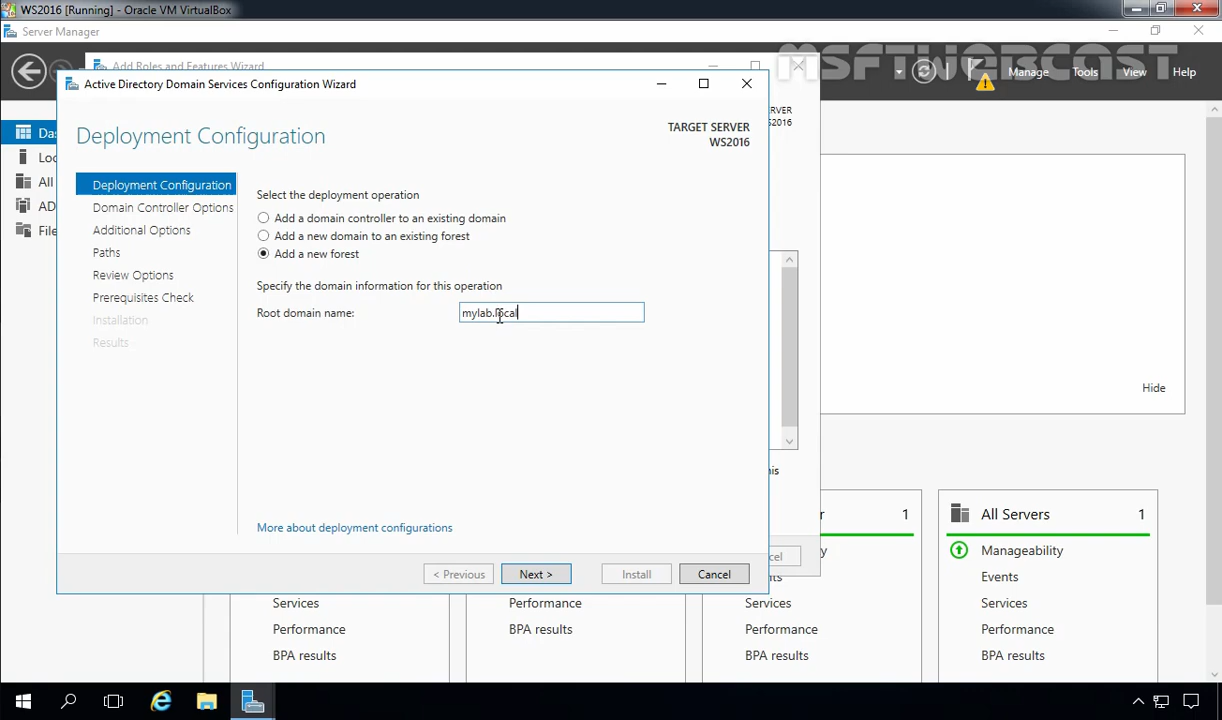 WS2016 [Running] - Oracle VM VirtualBox
Server Manager
MSFTWEBCAST
Add Roles and Features Wizard
Manage Tools View Help
Active Directory Domain Services Configuration Wizard
Deployment Configuration
TARGET SERVER
WS2016
Deployment Configuration
Domain Controller Options
Additional Options
Paths
Review Options
Prerequisites Check
Installation
Results
Select the deployment operation
Add a domain controller to an existing domain
Add a new domain to an existing forest
Add a new forest
Specify the domain information for this operation
Root domain name: mylab.local
More about deployment configurations
< Previous Next > Install Cancel
Hide
1 All Servers 1
Manageability
Events
Services
Performance
BPA results
Services
Performance
BPA results
Performance
BPA results
Services
Performance
BPA results